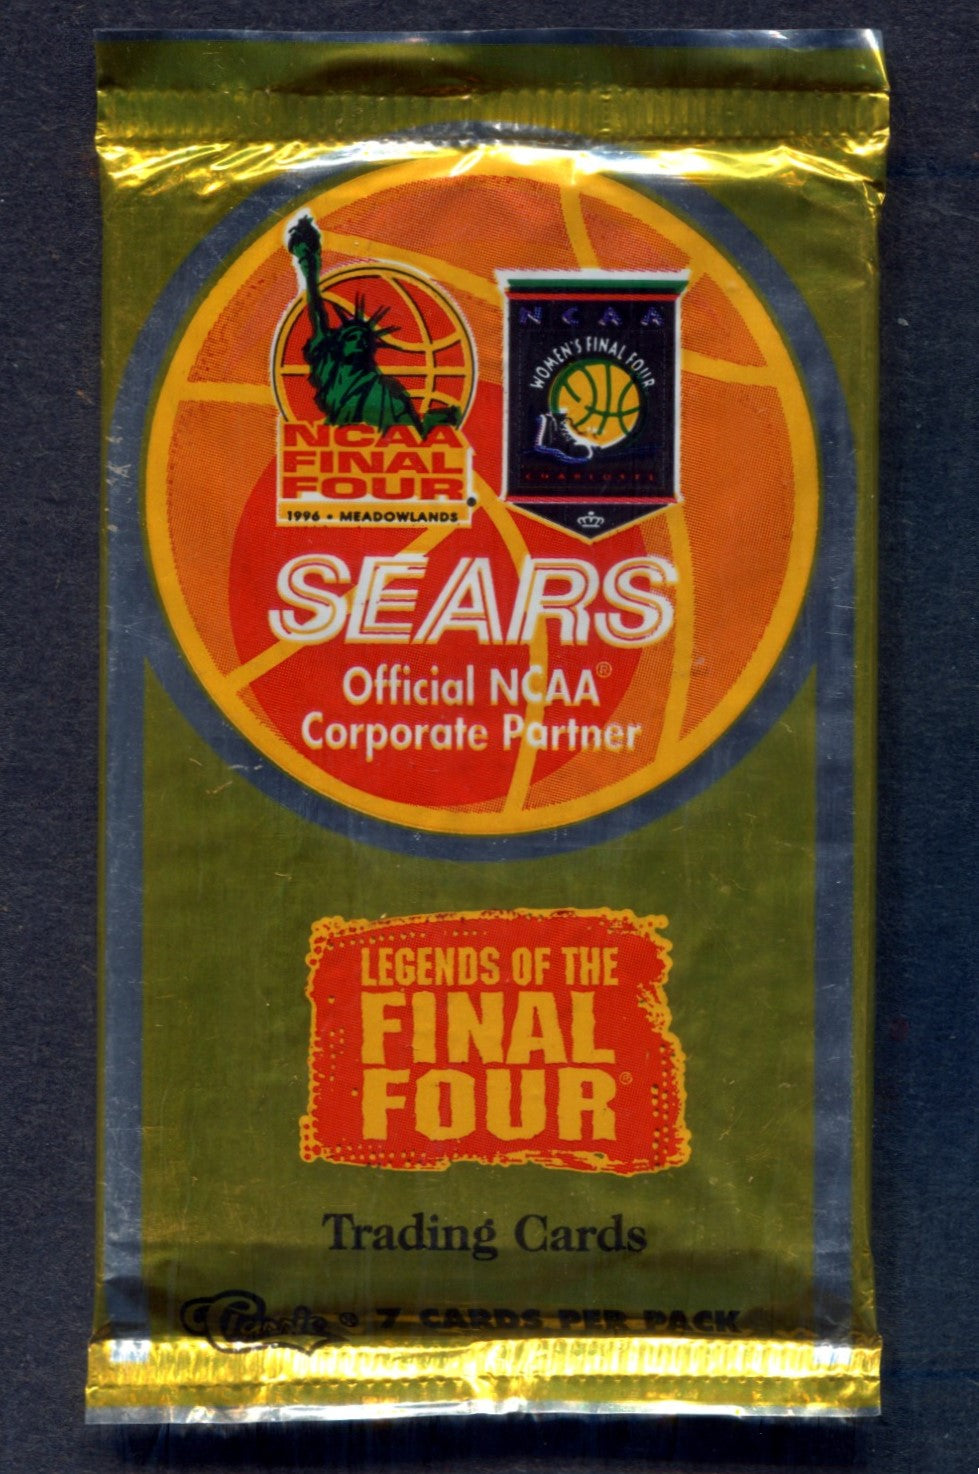 NCAA
FINAL
FOUR
1996 • MEADOWLANDS
NCAA
WOMEN'S FINAL FOUR
CHARLOTTE
SEARS
Official NCAA®
Corporate Partner
LEGENDS OF THE
FINAL
FOUR®
Trading Cards
Classic® 7 CARDS PER PACK